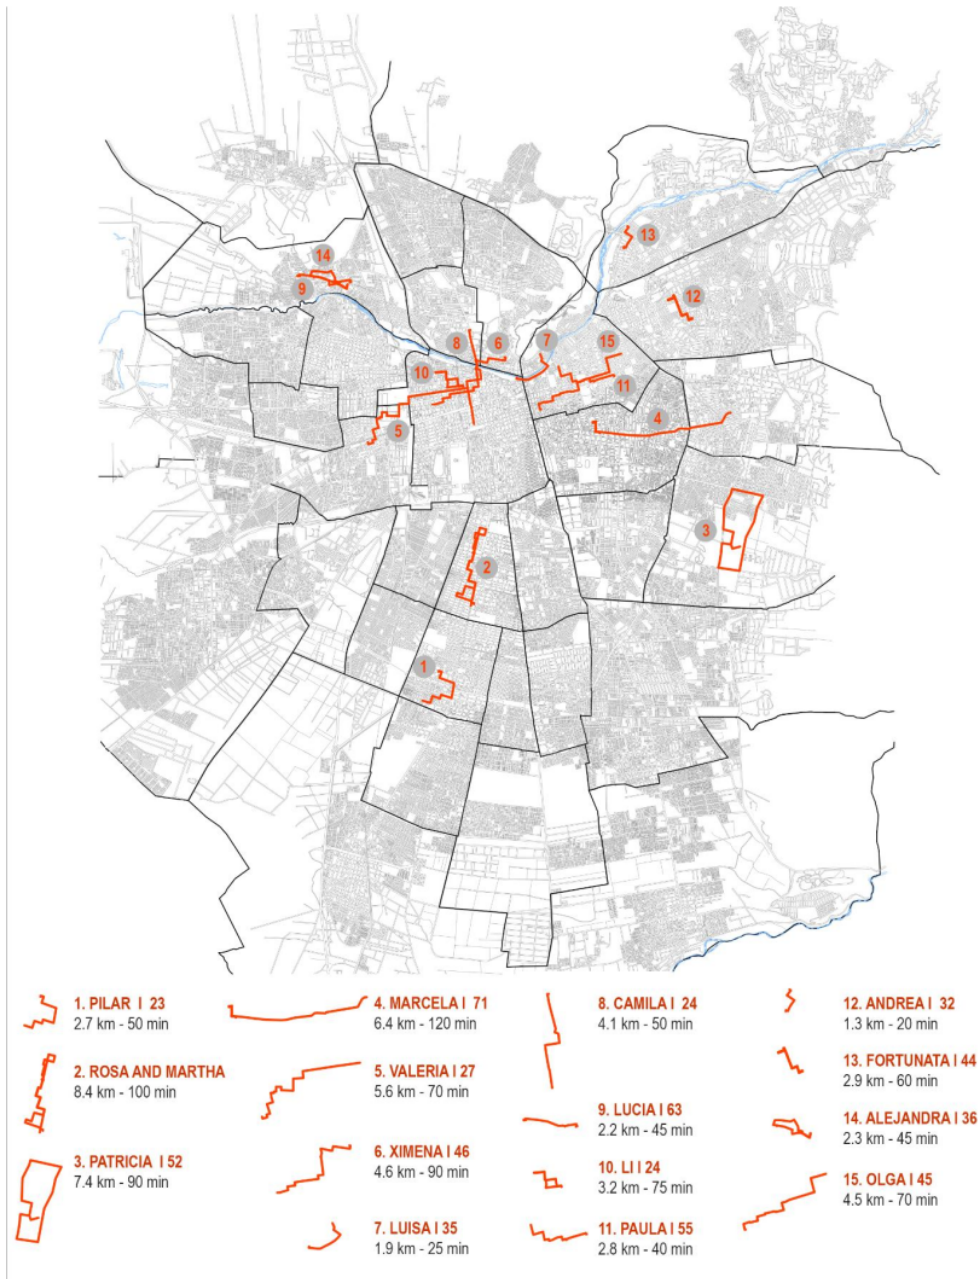 14
13
9
12
8
6
7
15
10
11
4
5
3
2
1
1. PILAR I 23
2.7 km - 50 min
2. ROSA AND MARTHA
8.4 km - 100 min
3. PATRICIA I 52
7.4 km - 90 min
4. MARCELA I 71
6.4 km - 120 min
5. VALERIA I 27
5.6 km - 70 min
6. XIMENA I 46
4.6 km - 90 min
7. LUISA I 35
1.9 km - 25 min
8. CAMILA I 24
4.1 km - 50 min
9. LUCIA I 63
2.2 km - 45 min
10. LI I 24
3.2 km - 75 min
11. PAULA I 55
2.8 km - 40 min
12. ANDREA I 32
1.3 km - 20 min
13. FORTUNATA I 44
2.9 km - 60 min
14. ALEJANDRA I 36
2.3 km - 45 min
15. OLGA I 45
4.5 km - 70 min